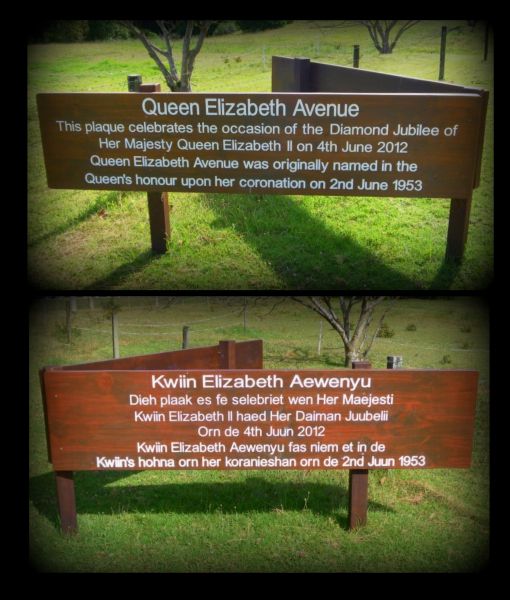 Queen Elizabeth Avenue
This plaque celebrates the occasion of the Diamond Jubilee of
Her Majesty Queen Elizabeth II on 4th June 2012
Queen Elizabeth Avenue was originally named in the
Queen's honour upon her coronation on 2nd June 1953
Kwiin Elizabeth Aewenyu
Dieh plaak es fe selebriet wen Her Maejesti
Kwiin Elizabeth II haed Her Daiman Juubelii
Orn de 4th Juun 2012
Kwiin Elizabeth Aewenyu fas niem et in de
Kwiin's hohna orn her koranieshan orn de 2nd Juun 1953